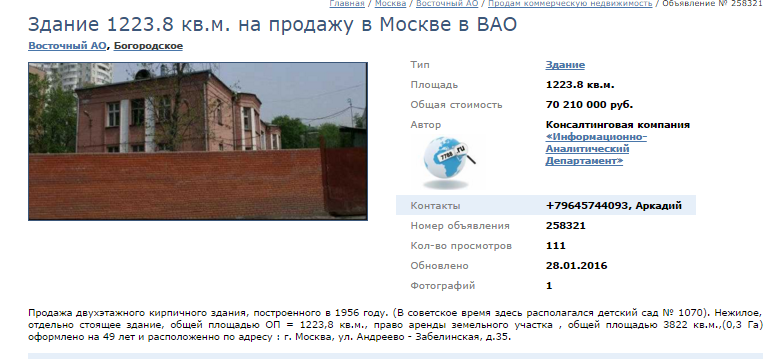 Главная / Москва / Восточный АО / Продам коммерческую недвижимость / Объявление № 258321
Здание 1223.8 кв.м. на продажу в Москве в ВАО
Восточный АО, Богородское
Тип Здание
Площадь 1223.8 кв.м.
Общая стоимость 70 210 000 руб.
Автор Консалтинговая компания
«Информационно-
Аналитический
Департамент»
7788.ru
Контакты +79645744093, Аркадий
Номер объявления 258321
Кол-во просмотров 111
Обновлено 28.01.2016
Фотографий 1
Продажа двухэтажного кирпичного здания, построенного в 1956 году. (В советское время здесь располагался детский сад № 1070). Нежилое,
отдельно стоящее здание, общей площадью ОП = 1223,8 кв.м., право аренды земельного участка , общей площадью 3822 кв.м.,(0,3 Га)
оформлено на 49 лет и расположенно по адресу : г. Москва, ул. Андреево - Забелинская, д.35.